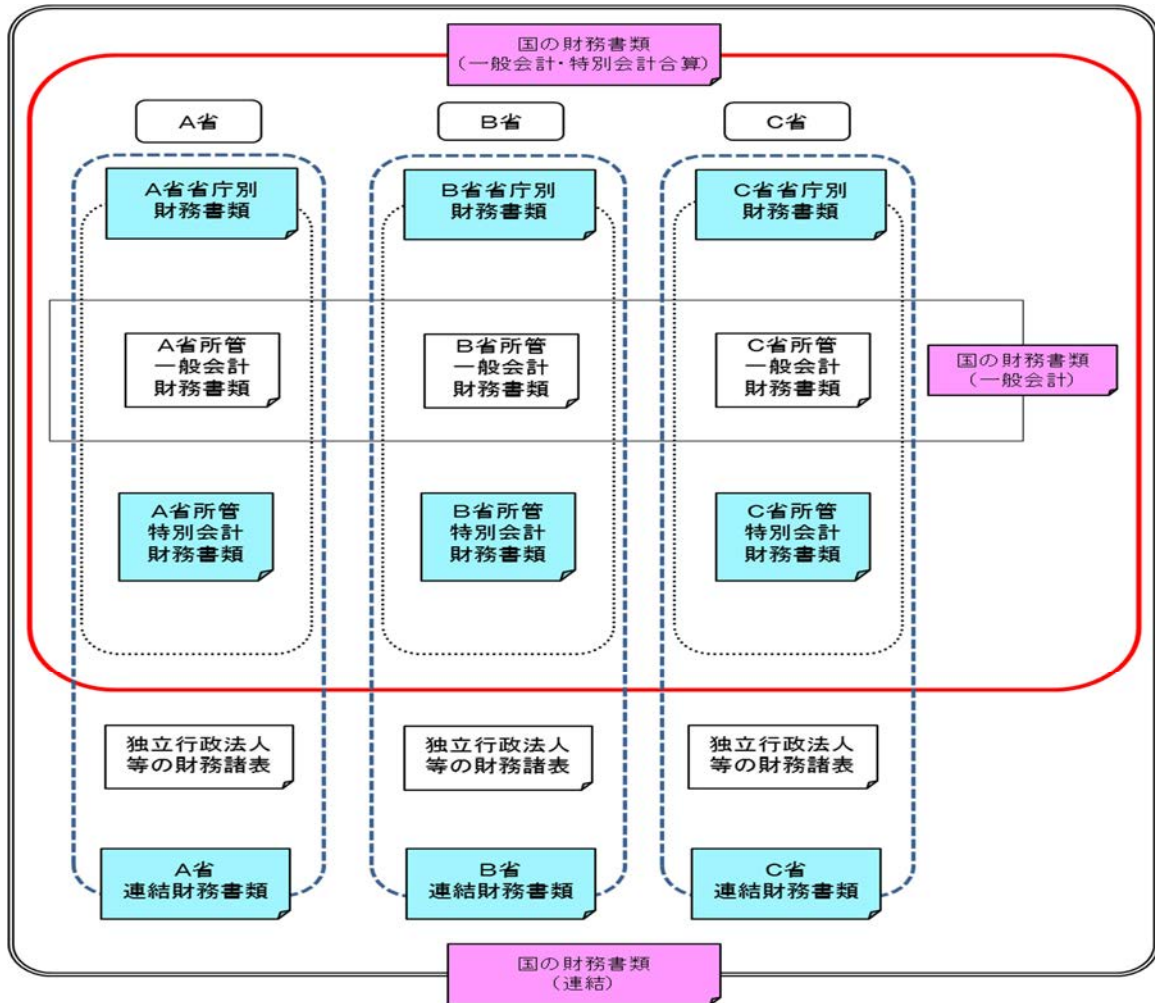 国の財務書類
（一般会計・特別会計合算）
A省
B省
C省
A省省庁別
財務書類
B省省庁別
財務書類
C省省庁別
財務書類
A省所管
一般会計
財務書類
B省所管
一般会計
財務書類
C省所管
一般会計
財務書類
国の財務書類
（一般会計）
A省所管
特別会計
財務書類
B省所管
特別会計
財務書類
C省所管
特別会計
財務書類
独立行政法人
等の財務諸表
独立行政法人
等の財務諸表
独立行政法人
等の財務諸表
A省
連結財務書類
B省
連結財務書類
C省
連結財務書類
国の財務書類
（連結）